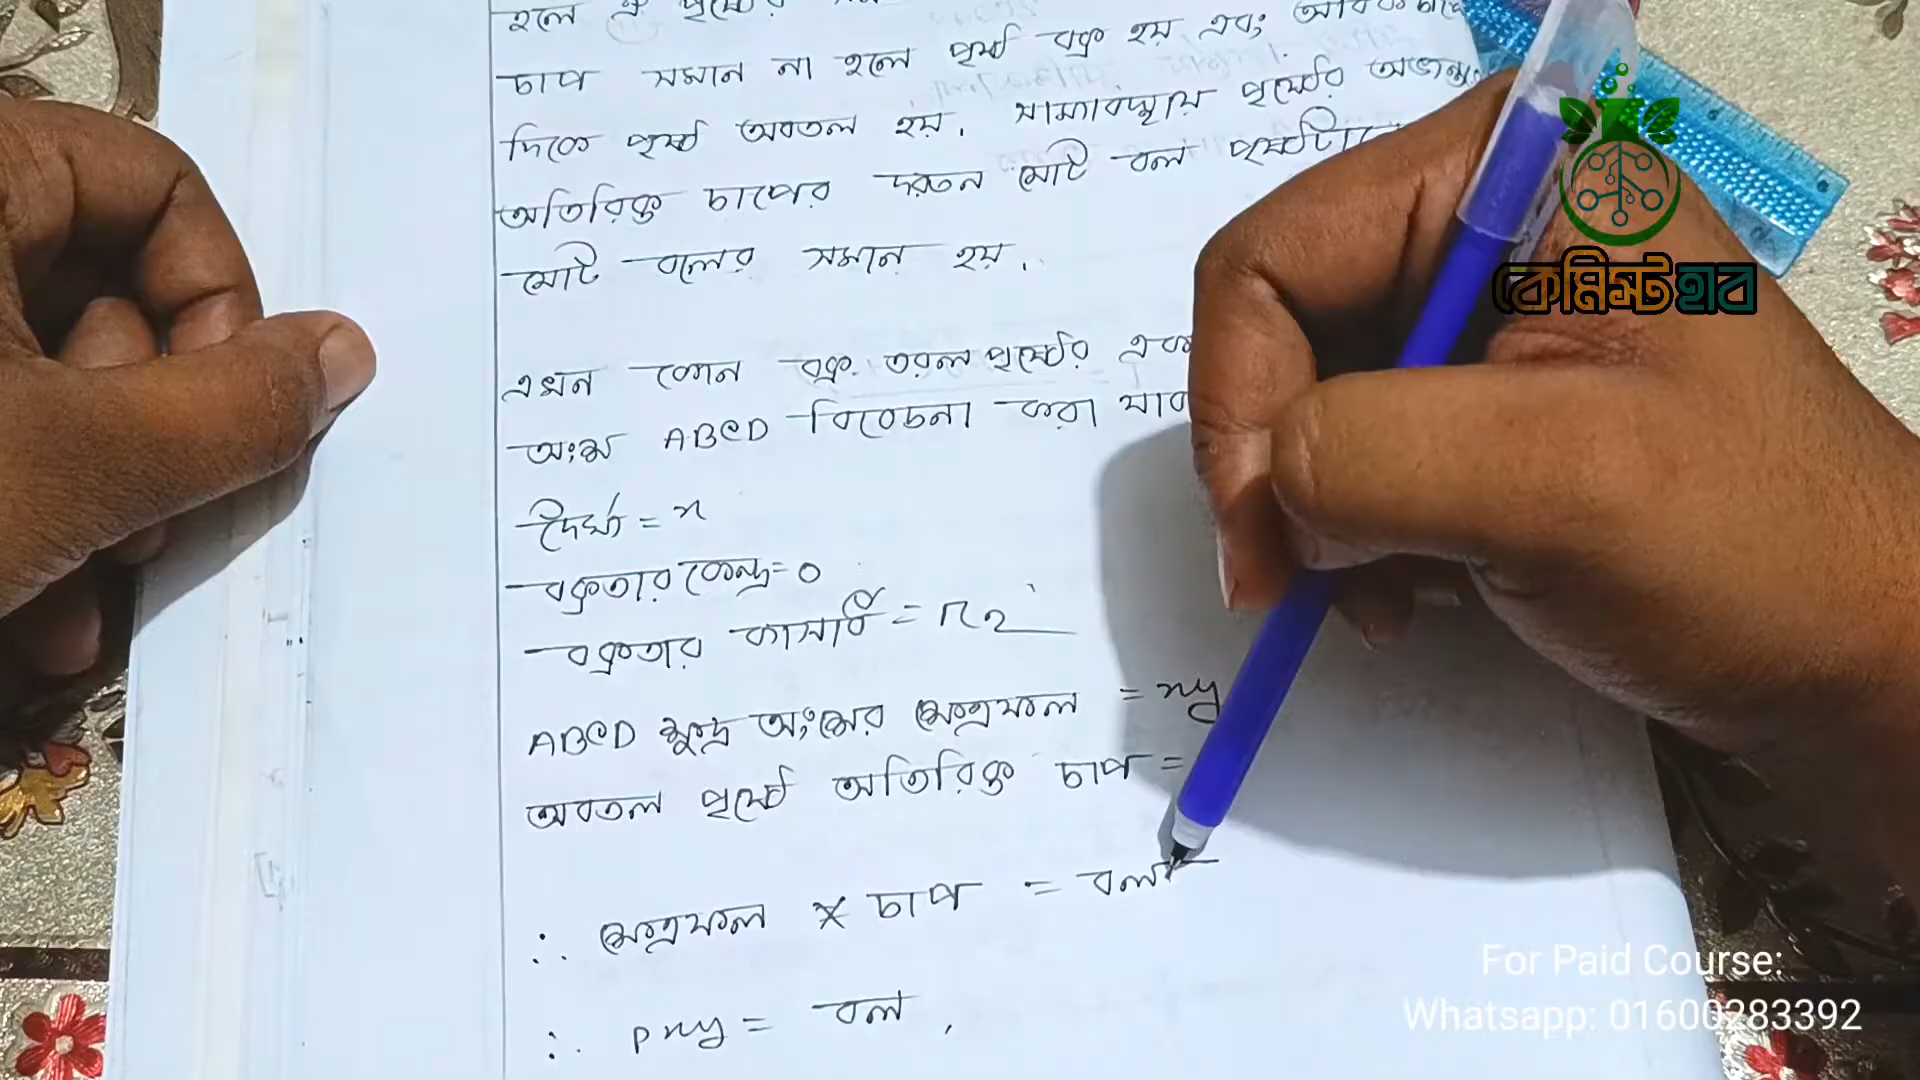 হলে ঐ পৃষ্ঠের
চাপ সমান না হলে পৃষ্ঠ বক্র হয় এবং অধিক চাপের
দিকে পৃষ্ঠ অবতল হয়. সাম্যাবস্থায় পৃষ্ঠের
অতিরিক্ত চাপের দরুন মোট বল
মোট বলের সমান হয়.
এখন কোন বক্র তরল পৃষ্ঠের
অংশ ABCD বিবেচনা করা যাক
দৈর্ঘ্য = x
বক্রতার কেন্দ্র = O
বক্রতার ব্যাসার্ধ = r₂
ABCD ক্ষুদ্র অংশের ক্ষেত্রফল = xy
অবতল পৃষ্ঠে অতিরিক্ত চাপ =
∴ ক্ষেত্রফল × চাপ = বল
∴ pxy = বল .
কেমিস্ট হাব
For Paid Course:
Whatsapp: 01600283392